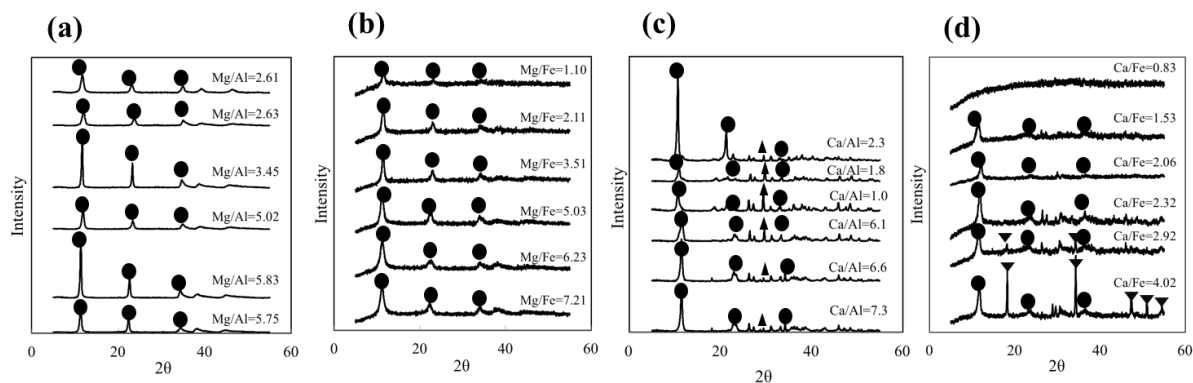 (a)
Mg/Al=2.61
Mg/Al=2.63
Mg/Al=3.45
Mg/Al=5.02
Mg/Al=5.83
Mg/Al=5.75
Intensity
0
20
40
60
2θ
(b)
Mg/Fe=1.10
Mg/Fe=2.11
Mg/Fe=3.51
Mg/Fe=5.03
Mg/Fe=6.23
Mg/Fe=7.21
Intensity
0
20
40
60
2θ
(c)
Ca/Al=2.3
Ca/Al=1.8
Ca/Al=1.0
Ca/Al=6.1
Ca/Al=6.6
Ca/Al=7.3
Intensity
0
20
40
60
2θ
(d)
Ca/Fe=0.83
Ca/Fe=1.53
Ca/Fe=2.06
Ca/Fe=2.32
Ca/Fe=2.92
Ca/Fe=4.02
Intensity
0
20
40
60
2θ